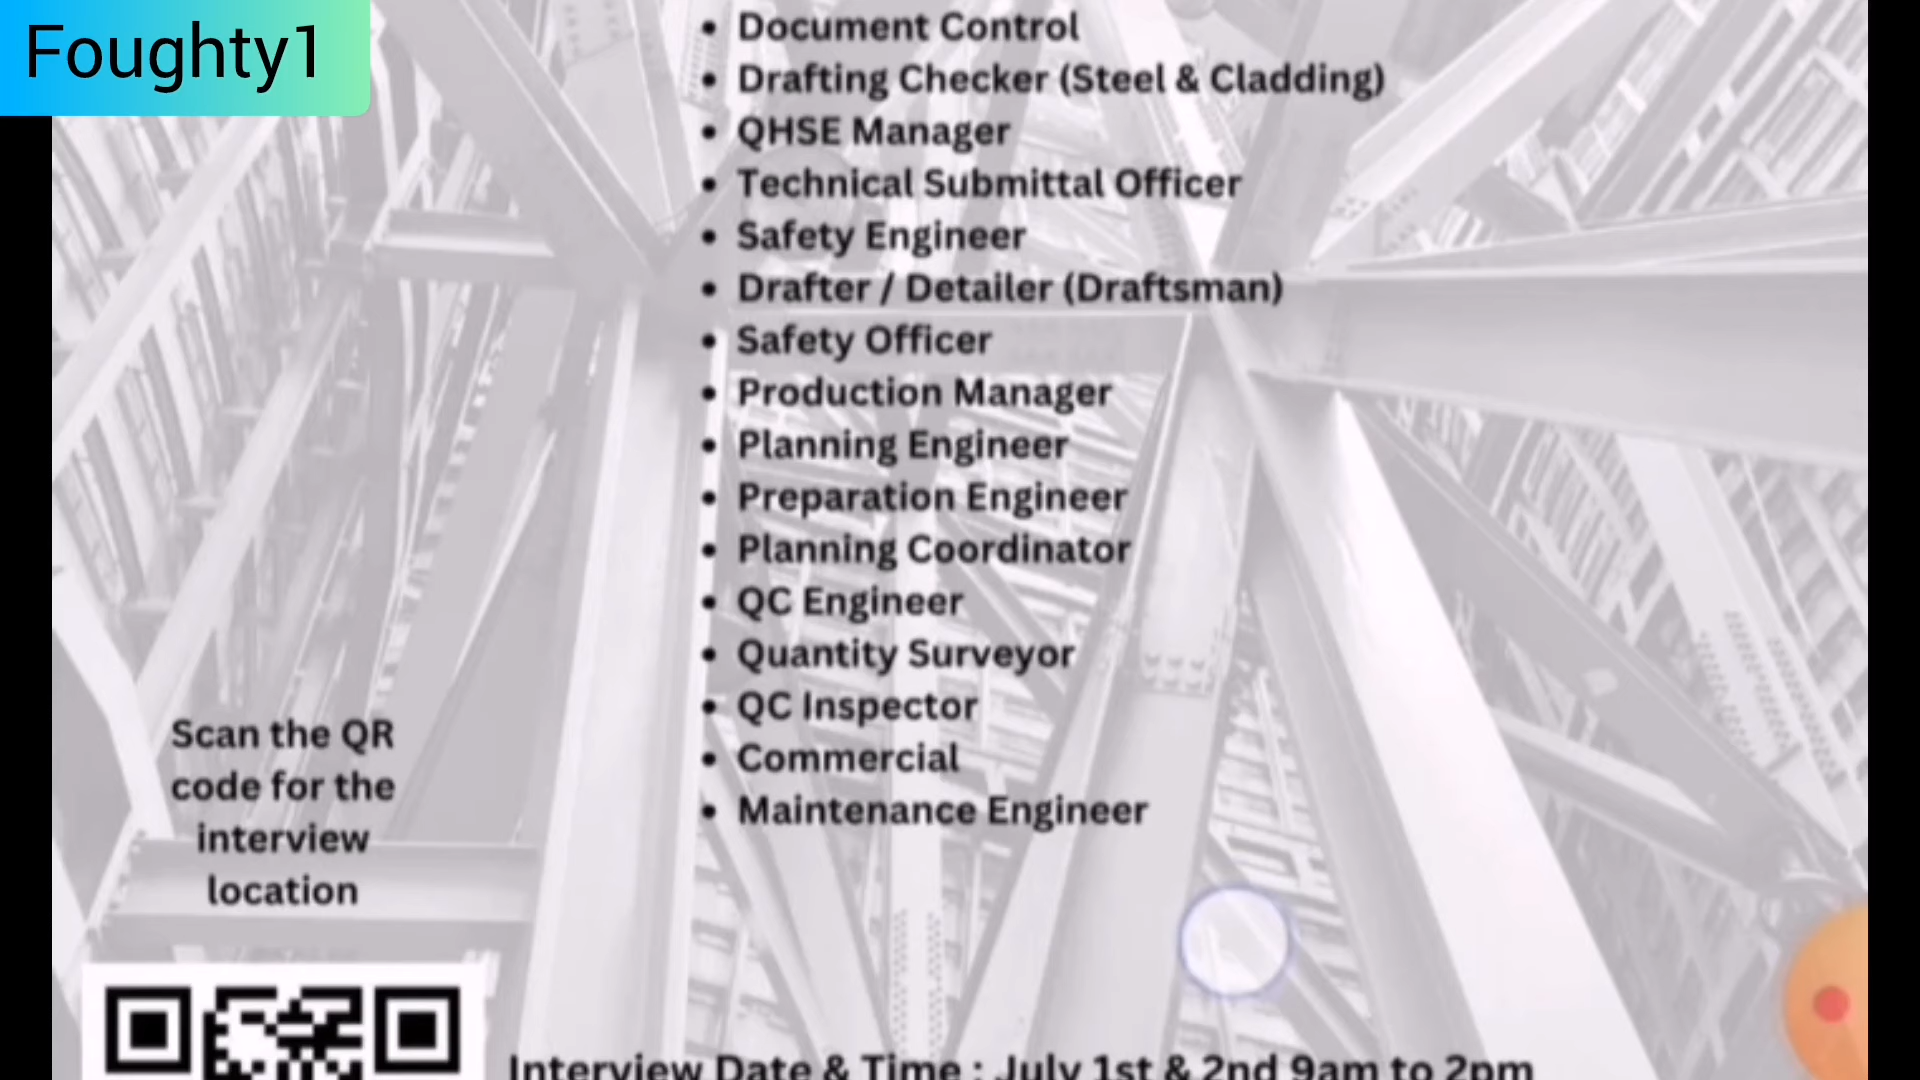 Foughty1
Document Control
Drafting Checker (Steel & Cladding)
QHSE Manager
Technical Submittal Officer
Safety Engineer
Drafter / Detailer (Draftsman)
Safety Officer
Production Manager
Planning Engineer
Preparation Engineer
Planning Coordinator
QC Engineer
Quantity Surveyor
QC Inspector
Commercial
Maintenance Engineer
Scan the QR
code for the
interview
location
Interview Date & Time : July 1st & 2nd 9am to 2pm